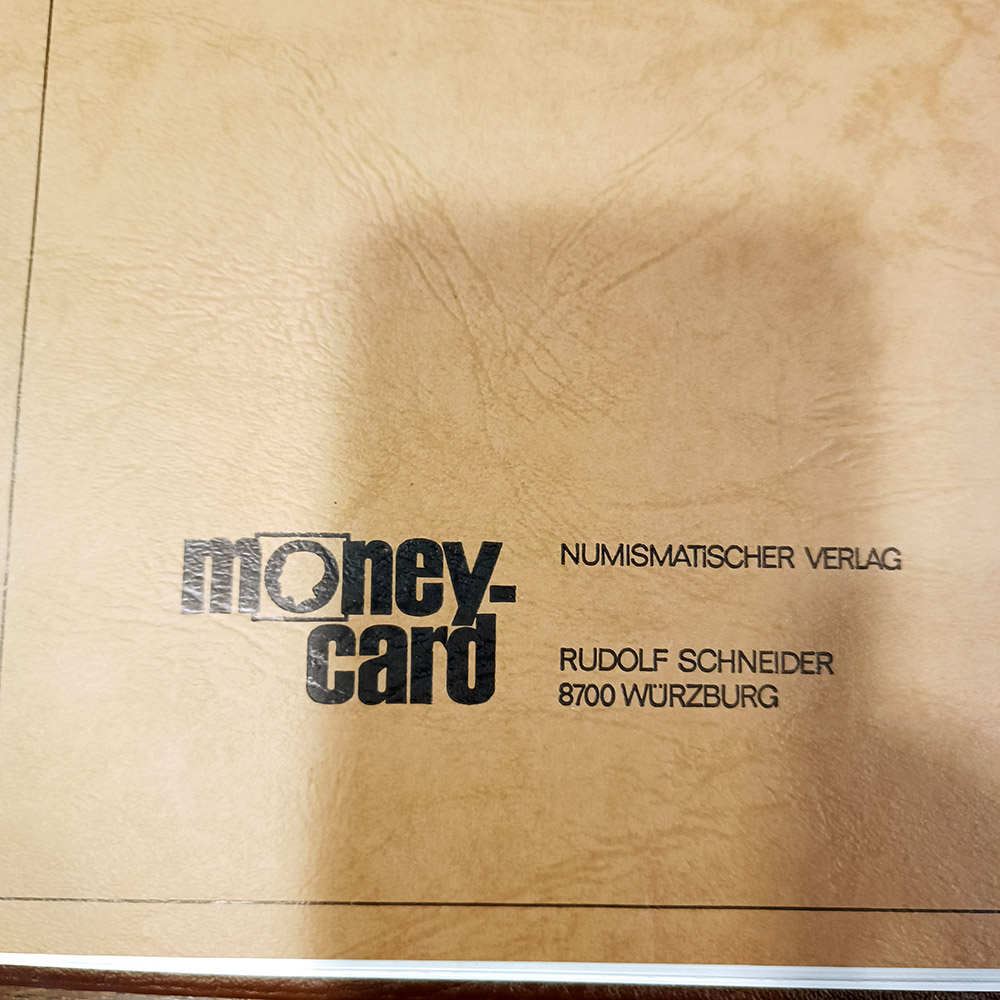 money-
card
NUMISMATISCHER VERLAG
RUDOLF SCHNEIDER
8700 WÜRZBURG